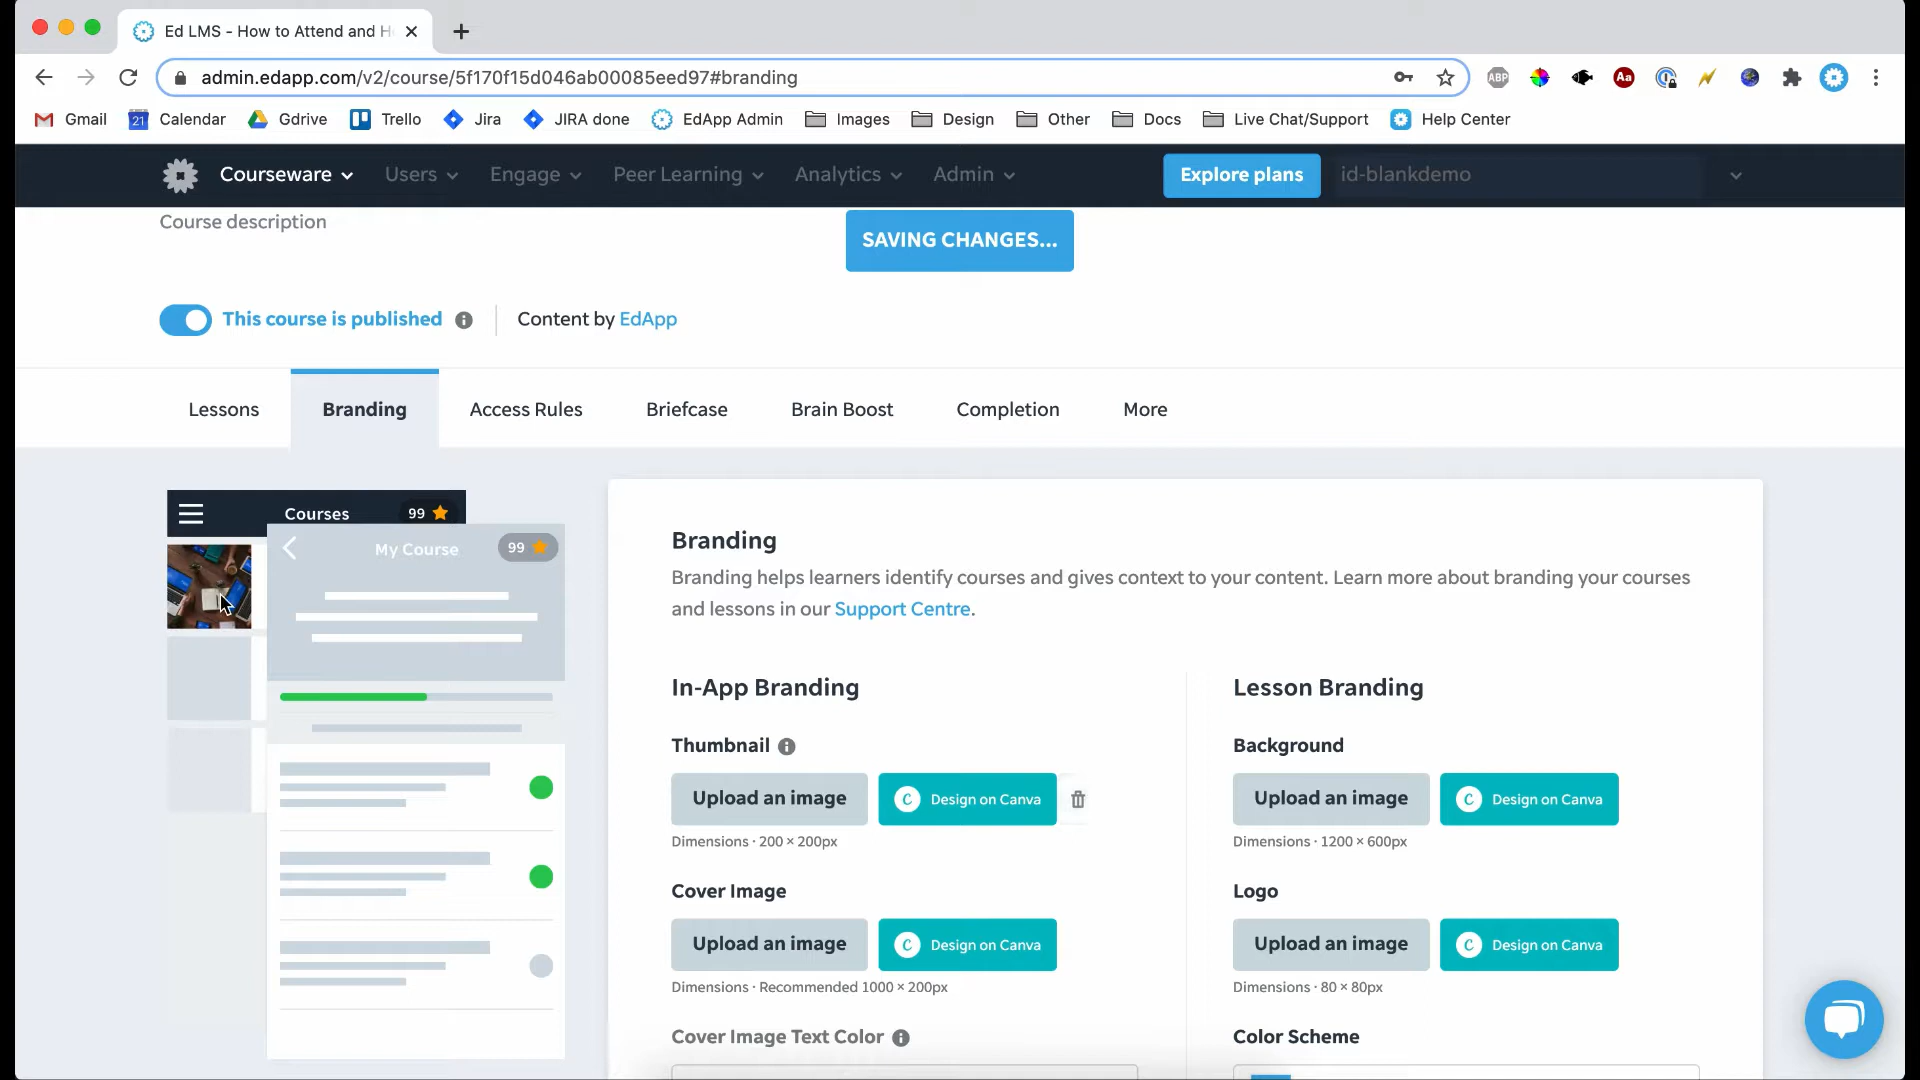 Ed LMS - How to Attend and H
admin.edapp.com/v2/course/5f170f15d046ab00085eed97#branding
ABP
Aa
Gmail
21
Calendar
Gdrive
Trello
Jira
JIRA done
EdApp Admin
Images
Design
Other
Docs
Live Chat/Support
Help Center
Courseware
Users
Engage
Peer Learning
Analytics
Admin
Explore plans
id-blankdemo
Course description
SAVING CHANGES...
This course is published
Content by EdApp
Lessons
Branding
Access Rules
Briefcase
Brain Boost
Completion
More
Courses
99
My Course
99
Branding
Branding helps learners identify courses and gives context to your content. Learn more about branding your courses
and lessons in our Support Centre.
In-App Branding
Thumbnail
Upload an image
C Design on Canva
Dimensions · 200 × 200px
Cover Image
Upload an image
C Design on Canva
Dimensions · Recommended 1000 × 200px
Cover Image Text Color
Lesson Branding
Background
Upload an image
C Design on Canva
Dimensions · 1200 × 600px
Logo
Upload an image
C Design on Canva
Dimensions · 80 × 80px
Color Scheme